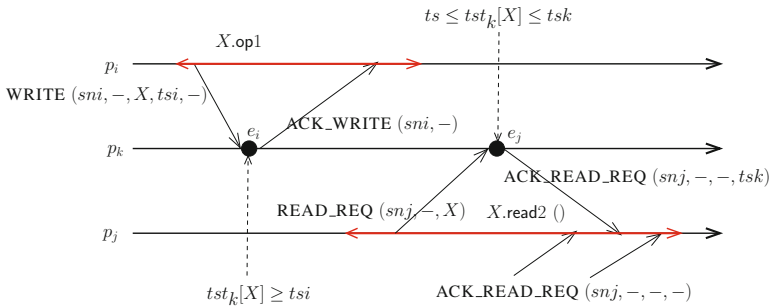 ts ≤ tst_k[X] ≤ tsk
X.op1
p_i
WRITE (sni, −, X, tsi, −)
e_i
ACK_WRITE (sni, −)
e_j
p_k
ACK_READ_REQ (snj, −, −, tsk)
READ_REQ (snj, −, X)
X.read2 ()
p_j
tst_k[X] ≥ tsi
ACK_READ_REQ (snj, −, −, −)